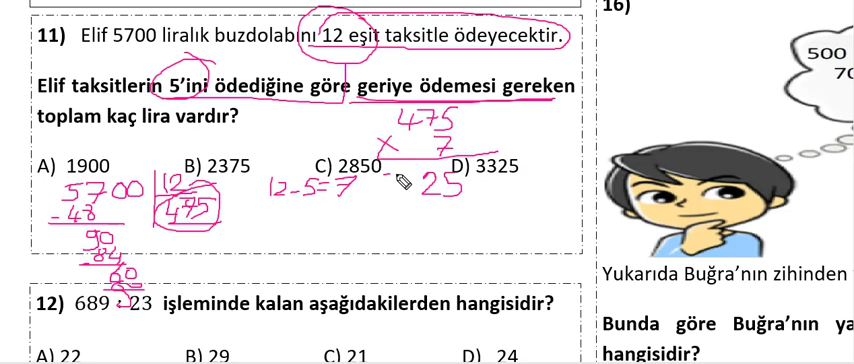 11) Elif 5700 liralık buzdolabını 12 eşit taksitle ödeyecektir.
Elif taksitlerin 5’ini ödediğine göre geriye ödemesi gereken
toplam kaç lira vardır?
475
x 7
25
A) 1900 B) 2375 C) 2850 D) 3325
5700 12
- 48 475
90
- 84
60
12-5=7
12) 689 : 23 işleminde kalan aşağıdakilerden hangisidir?
A) 22 B) 29 C) 21 D) 24
16)
500
70
Yukarıda Buğra’nın zihinden
Bunda göre Buğra’nın ya
hangisidir?